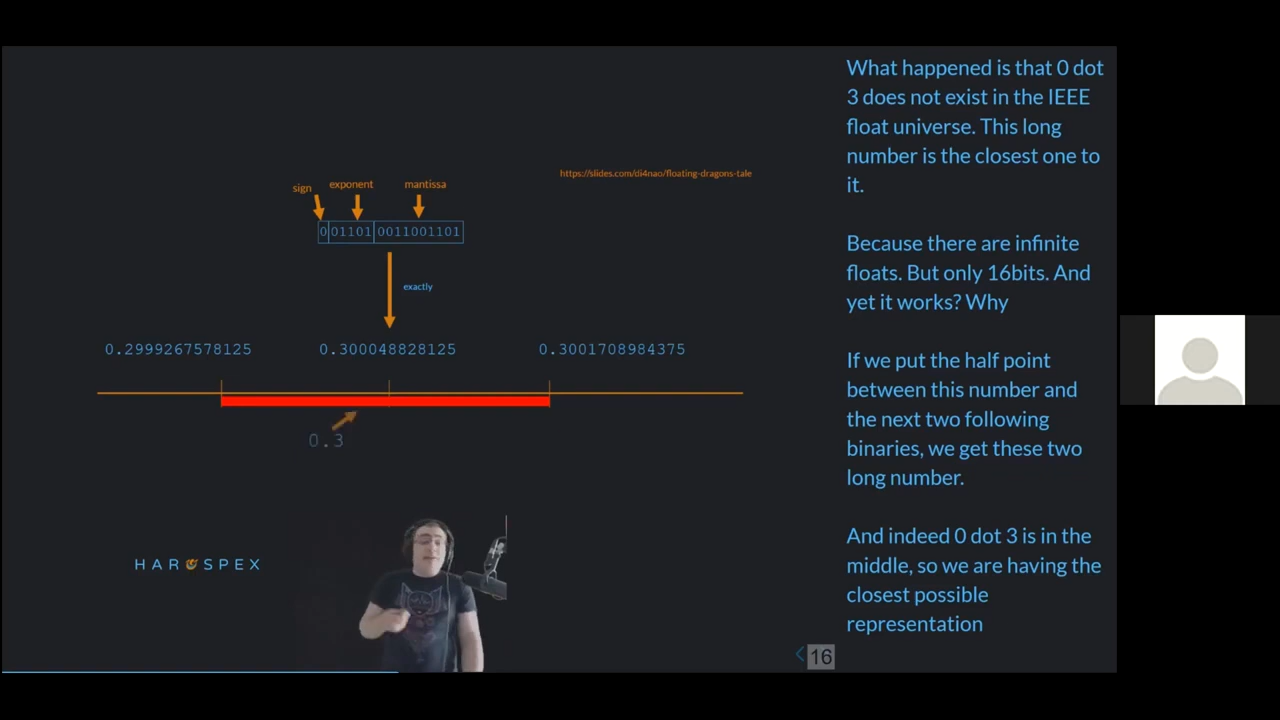 What happened is that 0 dot
3 does not exist in the IEEE
float universe. This long
number is the closest one to
it.
Because there are infinite
floats. But only 16bits. And
yet it works? Why
If we put the half point
between this number and
the next two following
binaries, we get these two
long number.
And indeed 0 dot 3 is in the
middle, so we are having the
closest possible
representation
https://slides.com/di4nao/floating-dragons-tale
sign exponent mantissa
0 01101 0011001101
exactly
0.2999267578125 0.300048828125 0.3001708984375
0.3
HAROSPEX
16